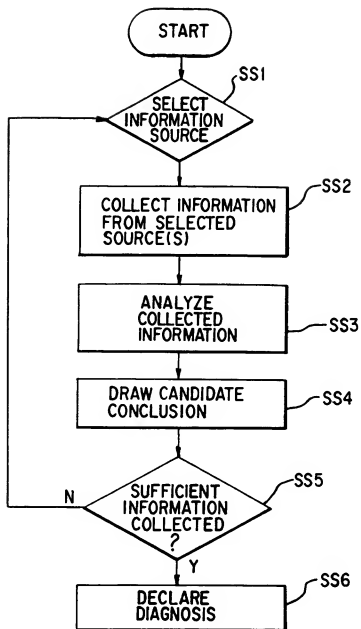 START
SS1
SELECT
INFORMATION
SOURCE
SS2
COLLECT INFORMATION
FROM SELECTED
SOURCE(S)
ANALYZE
COLLECTED
INFORMATION
SS3
DRAW CANDIDATE
CONCLUSION
SS4
SS5
N
SUFFICIENT
INFORMATION
COLLECTED
?
Y
SS6
DECLARE
DIAGNOSIS